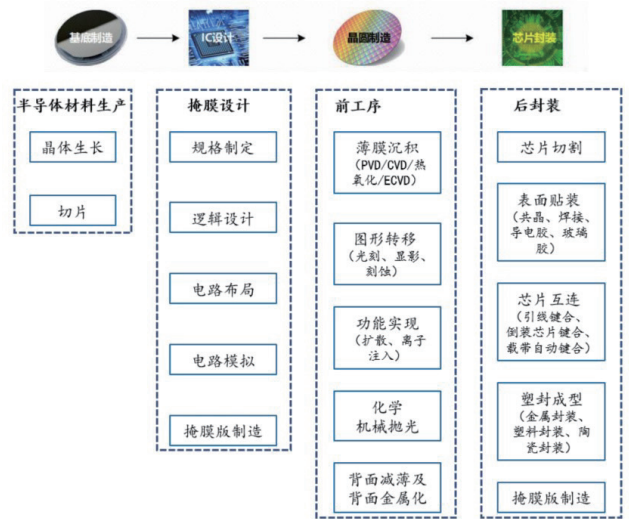 基底制造
IC设计
晶圆制造
芯片封装
半导体材料生产
晶体生长
切片
掩膜设计
规格制定
逻辑设计
电路布局
电路模拟
掩膜版制造
前工序
薄膜沉积
(PVD/CVD/热
氧化/ECVD)
图形转移
(光刻、显影、
刻蚀)
功能实现
(扩散、离子
注入)
化学
机械抛光
背面减薄及
背面金属化
后封装
芯片切割
表面贴装
(共晶、焊接、
导电胶、玻璃
胶)
芯片互连
(引线键合、
倒装芯片键合、
载带自动键合)
塑封成型
(金属封装、
塑料封装、陶
瓷封装)
掩膜版制造